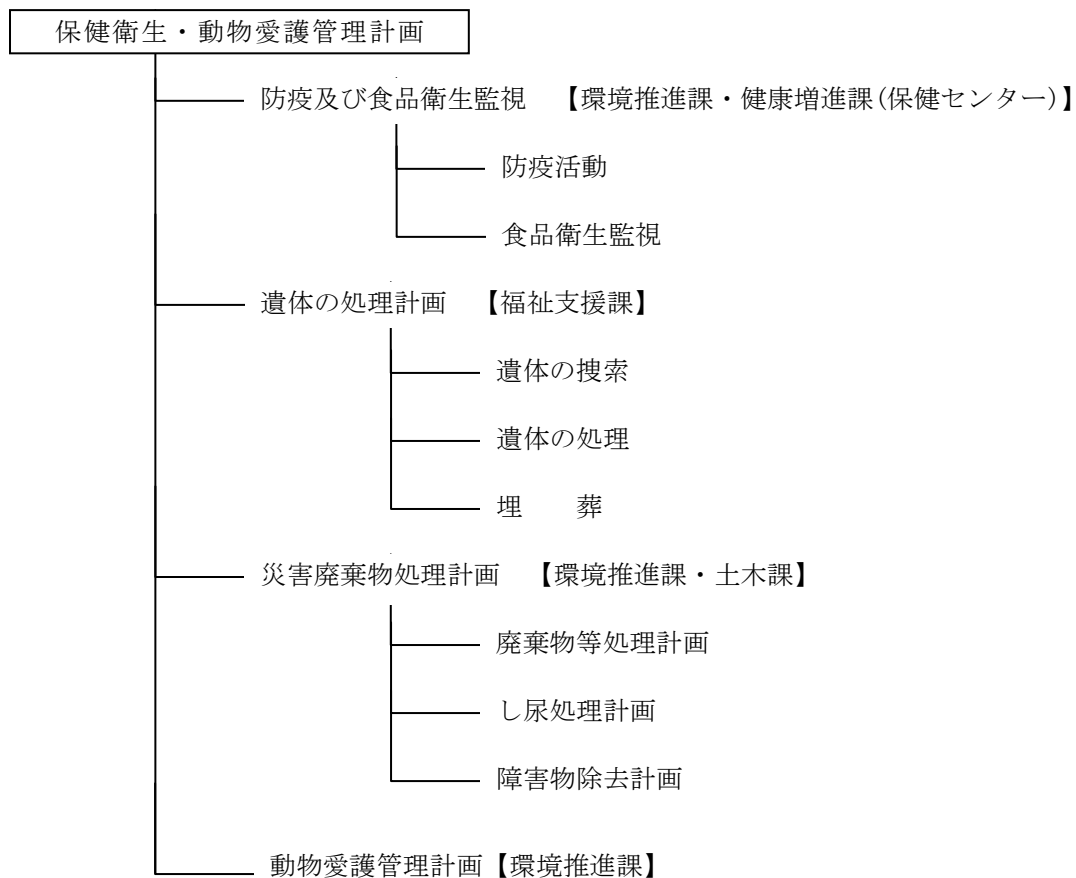 保健衛生・動物愛護管理計画
防疫及び食品衛生監視　【環境推進課・健康増進課(保健センター)】
防疫活動
食品衛生監視
遺体の処理計画　【福祉支援課】
遺体の捜索
遺体の処理
埋　　葬
災害廃棄物処理計画　【環境推進課・土木課】
廃棄物等処理計画
し尿処理計画
障害物除去計画
動物愛護管理計画【環境推進課】